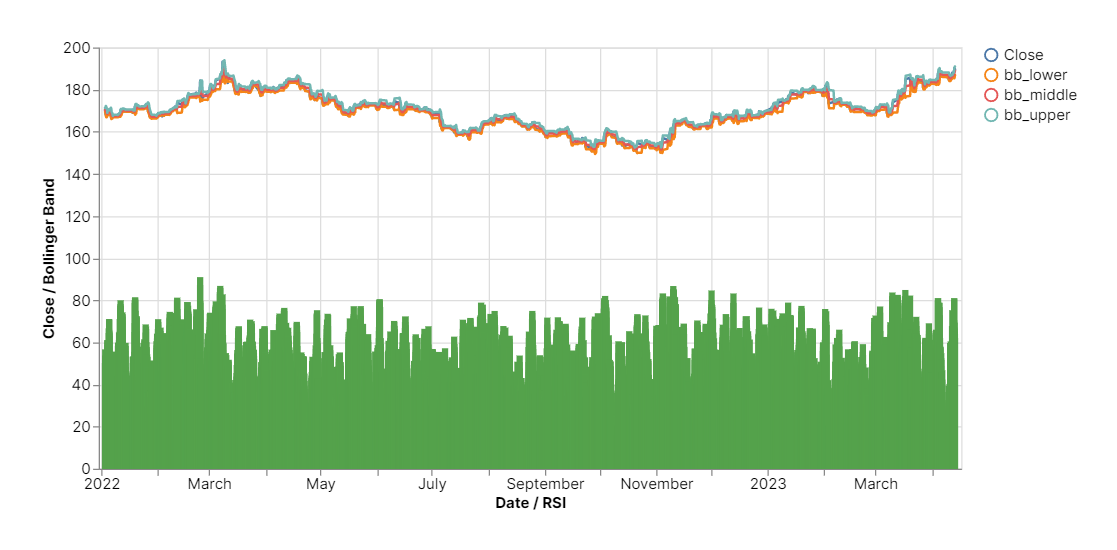 Close / Bollinger Band
200
180
160
140
120
100
80
60
40
20
0
2022 March May July September November 2023 March
Date / RSI
Close
bb_lower
bb_middle
bb_upper